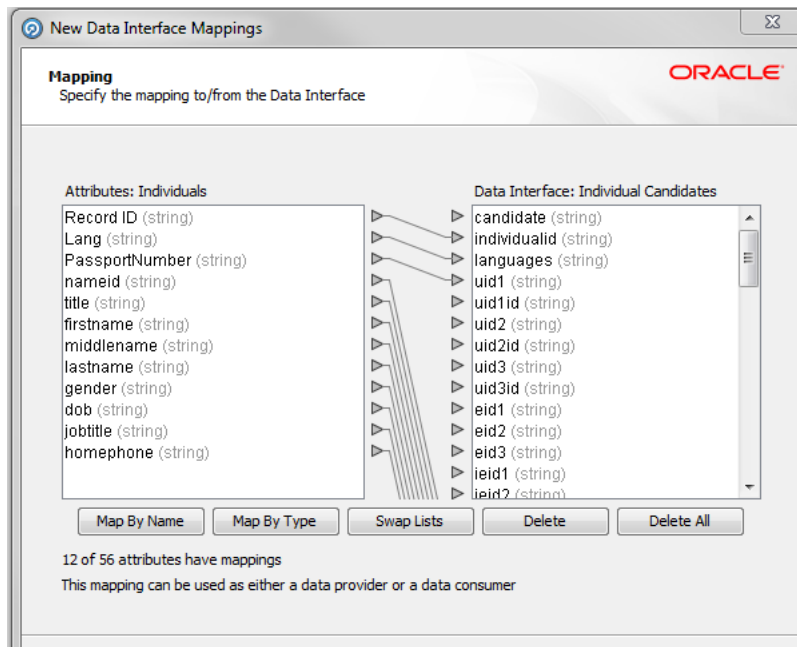 New Data Interface Mappings
Mapping
ORACLE
Specify the mapping to/from the Data Interface
Attributes: Individuals
Record ID (string)
Lang (string)
PassportNumber (string)
nameid (string)
title (string)
firstname (string)
middlename (string)
lastname (string)
gender (string)
dob (string)
jobtitle (string)
homephone (string)
Data Interface: Individual Candidates
candidate (string)
individualid (string)
languages (string)
uid1 (string)
uid1id (string)
uid2 (string)
uid2id (string)
uid3 (string)
uid3id (string)
eid1 (string)
eid2 (string)
eid3 (string)
ieid1 (string)
ieid2 (string)
Map By Name Map By Type Swap Lists Delete Delete All
12 of 56 attributes have mappings
This mapping can be used as either a data provider or a data consumer